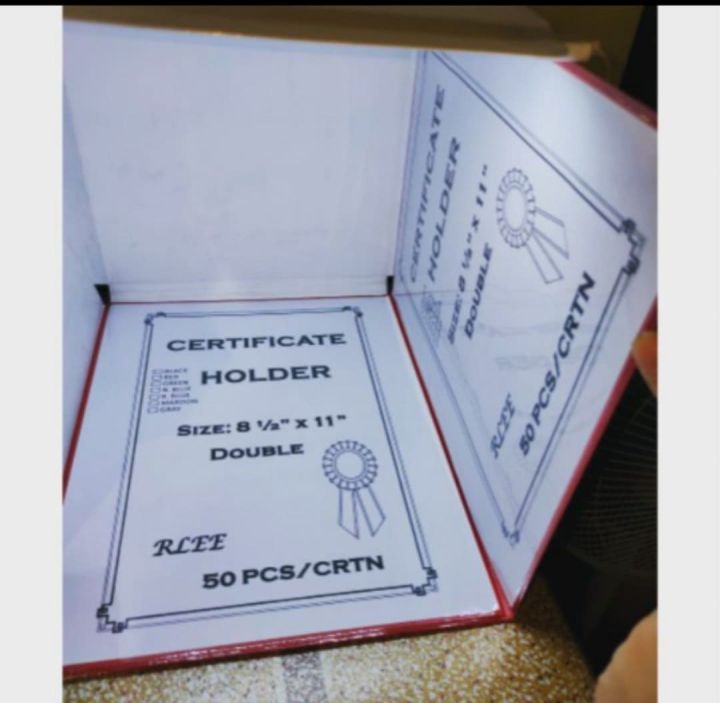 CERTIFICATE
HOLDER
BLACK
RED
GREEN
N. BLUE
R. BLUE
MAROON
GRAY
SIZE: 8 ½" X 11"
DOUBLE
RLEE
50 PCS/CRTN
CERTIFICATE
HOLDER
SIZE: 8 ½" X 11"
DOUBLE
RLEE
50 PCS/CRTN